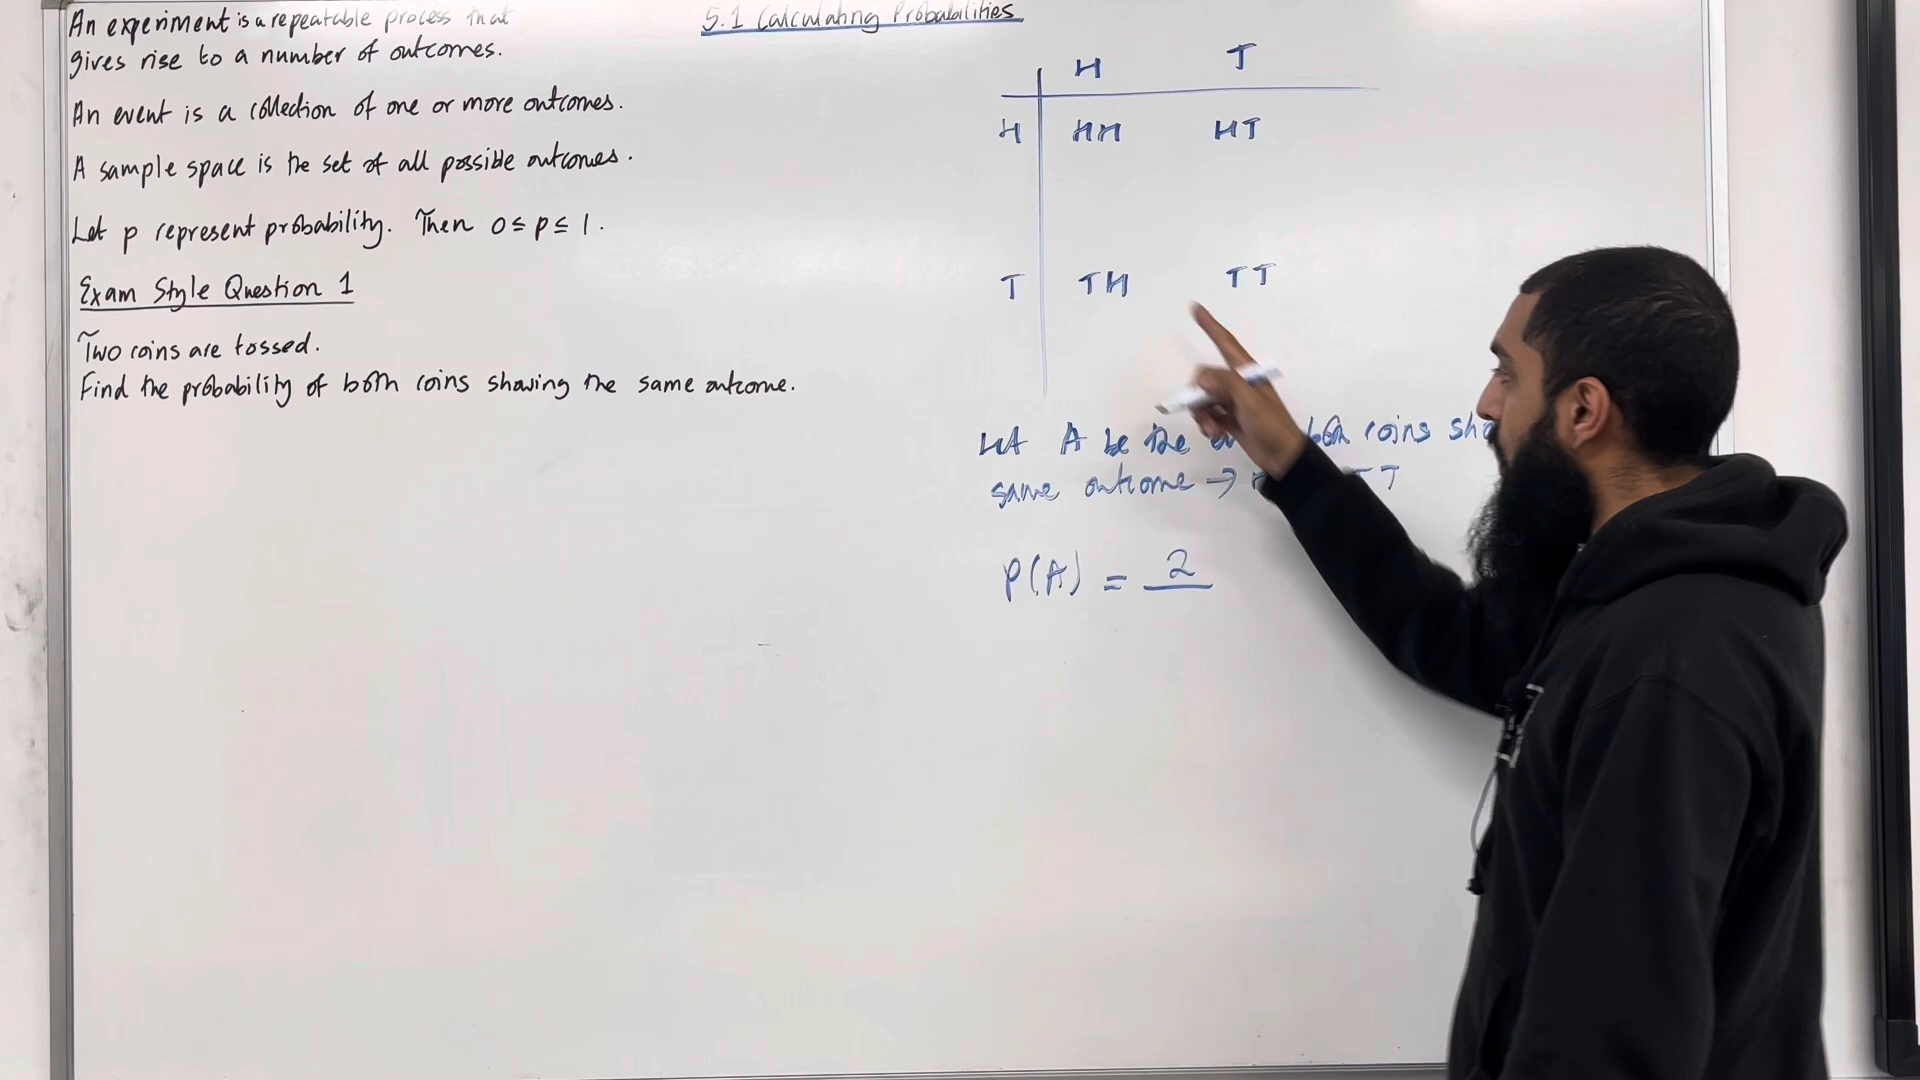 An experiment is a repeatable process that
gives rise to a number of outcomes.
An event is a collection of one or more outcomes.
A sample space is the set of all possible outcomes.
Let p represent probability. Then 0 ≤ p ≤ 1.
Exam Style Question 1
Two coins are tossed.
Find the probability of both coins showing the same outcome.
5.1 Calculating Probabilities
H T
H HH HT
T TH TT
Let A be the both coins
same outcome → TT
P(A) = 2